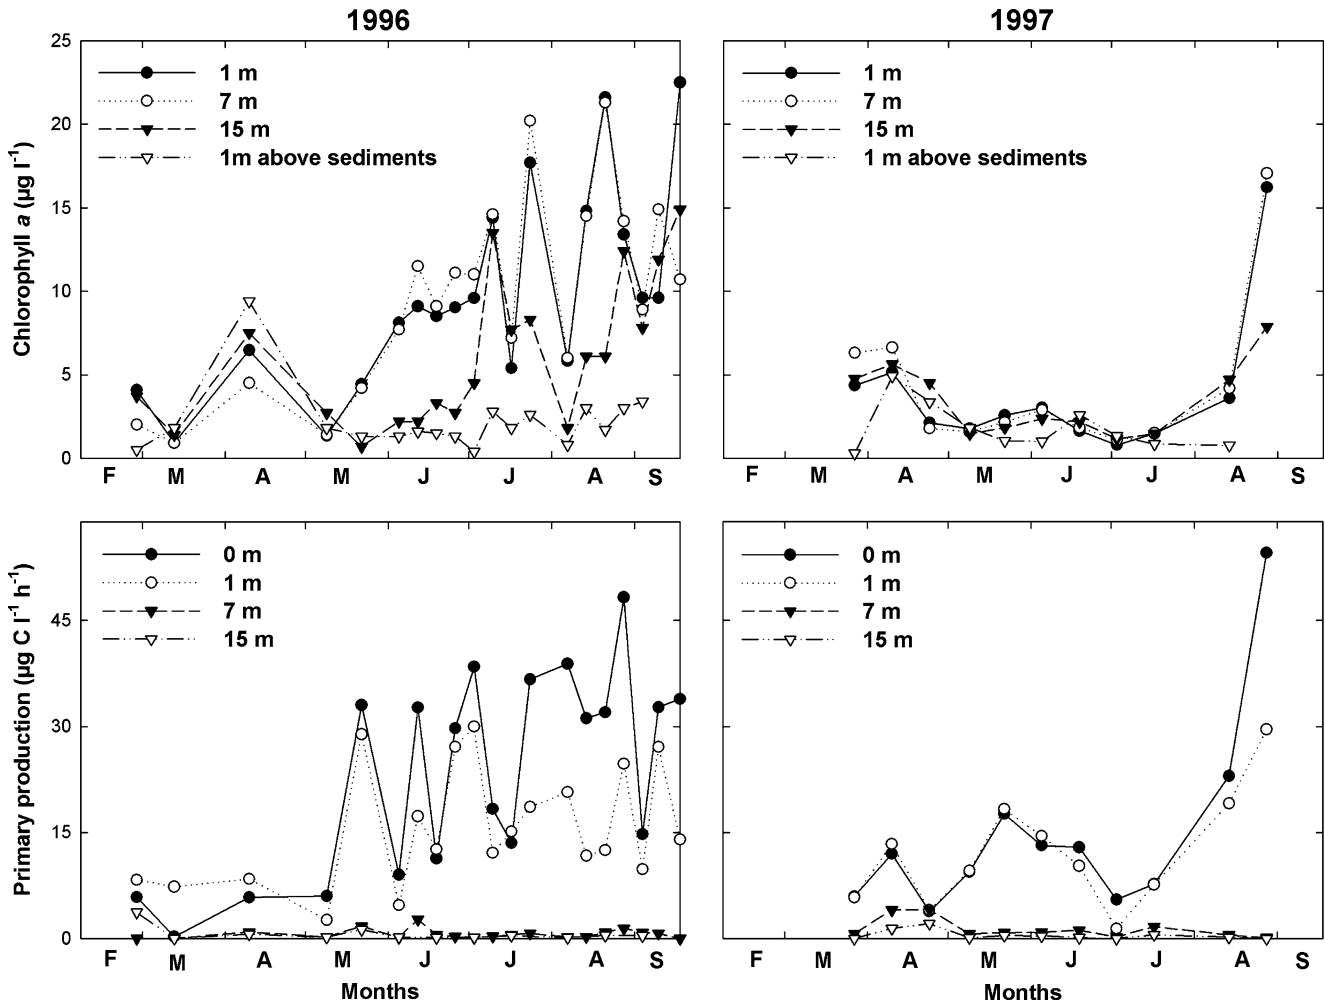 1996
1997
Chlorophyll a (µg l-1)
25
20
15
10
5
0
1 m
7 m
15 m
1m above sediments
F M A M J J A S
1 m
7 m
15 m
1 m above sediments
F M A M J J A S
Primary production (µg C l-1 h-1)
45
30
15
0
0 m
1 m
7 m
15 m
F M A M J J A S
Months
0 m
1 m
7 m
15 m
F M A M J J A S
Months